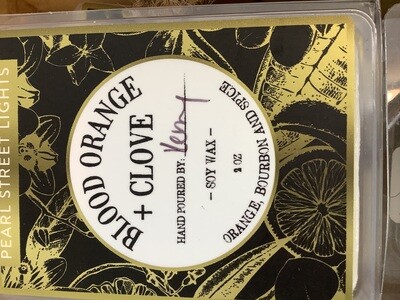 PEARL STREET LIGHTS
BLOOD ORANGE
+ CLOVE
HAND POURED BY:
– SOY WAX –
2 OZ
ORANGE, BOURBON AND SPICE